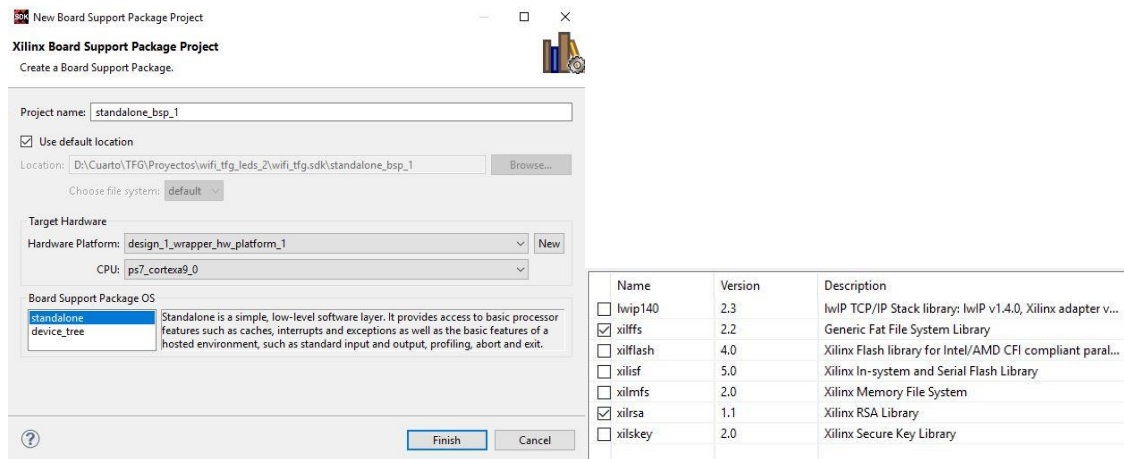 SDK New Board Support Package Project
Xilinx Board Support Package Project
Create a Board Support Package.
Project name: standalone_bsp_1
Use default location
Location: D:\Cuarto\TFG\Proyectos\wifi_tfg_leds_2\wifi_tfg.sdk\standalone_bsp_1 Browse...
Choose file system: default
Target Hardware
Hardware Platform: design_1_wrapper_hw_platform_1 New
CPU: ps7_cortexa9_0
Board Support Package OS
standalone
device_tree
Standalone is a simple, low-level software layer. It provides access to basic processor
features such as caches, interrupts and exceptions as well as the basic features of a
hosted environment, such as standard input and output, profiling, abort and exit.
? Finish Cancel
Name Version Description
lwip140 2.3 lwIP TCP/IP Stack library: lwIP v1.4.0, Xilinx adapter v...
xilffs 2.2 Generic Fat File System Library
xilflash 4.0 Xilinx Flash library for Intel/AMD CFI compliant paral...
xilisf 5.0 Xilinx In-system and Serial Flash Library
xilmfs 2.0 Xilinx Memory File System
xilrsa 1.1 Xilinx RSA Library
xilskey 2.0 Xilinx Secure Key Library